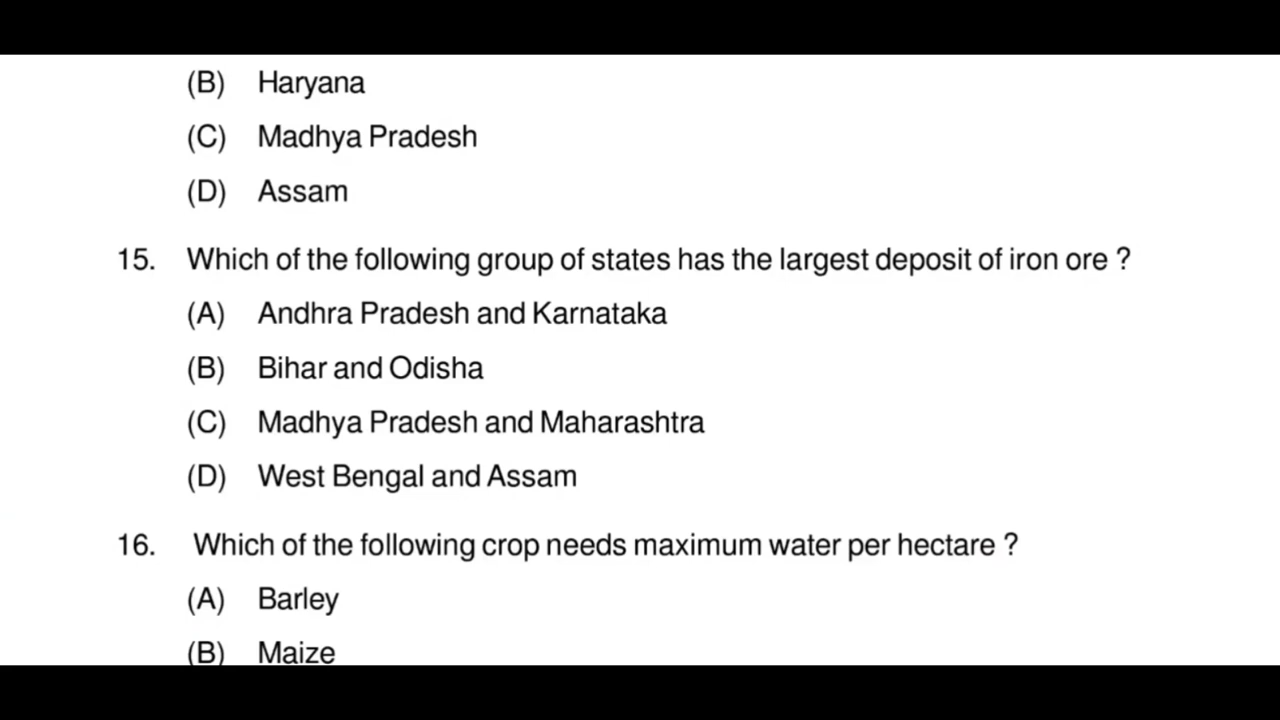 (B) Haryana
(C) Madhya Pradesh
(D) Assam
15. Which of the following group of states has the largest deposit of iron ore ?
(A) Andhra Pradesh and Karnataka
(B) Bihar and Odisha
(C) Madhya Pradesh and Maharashtra
(D) West Bengal and Assam
16. Which of the following crop needs maximum water per hectare ?
(A) Barley
(B) Maize